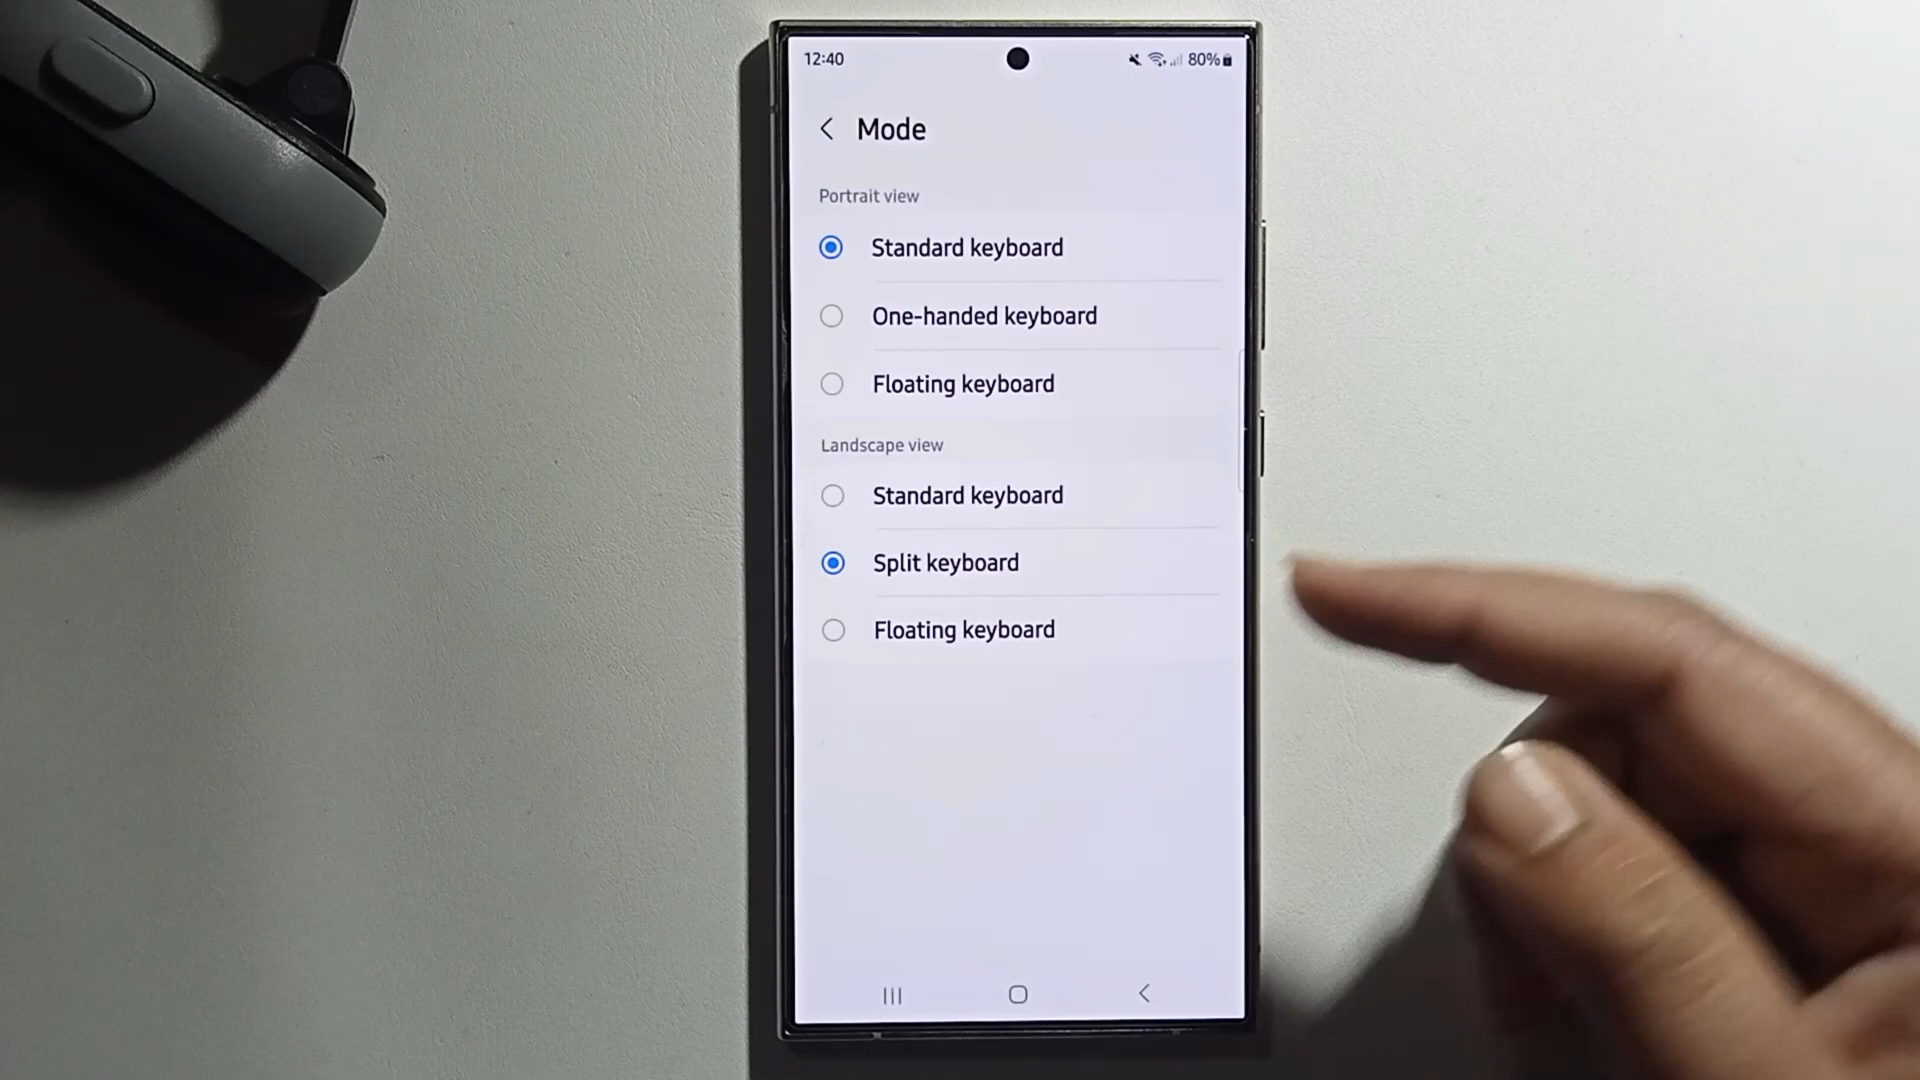 12:40
80%
Mode
Portrait view
Standard keyboard
One-handed keyboard
Floating keyboard
Landscape view
Standard keyboard
Split keyboard
Floating keyboard